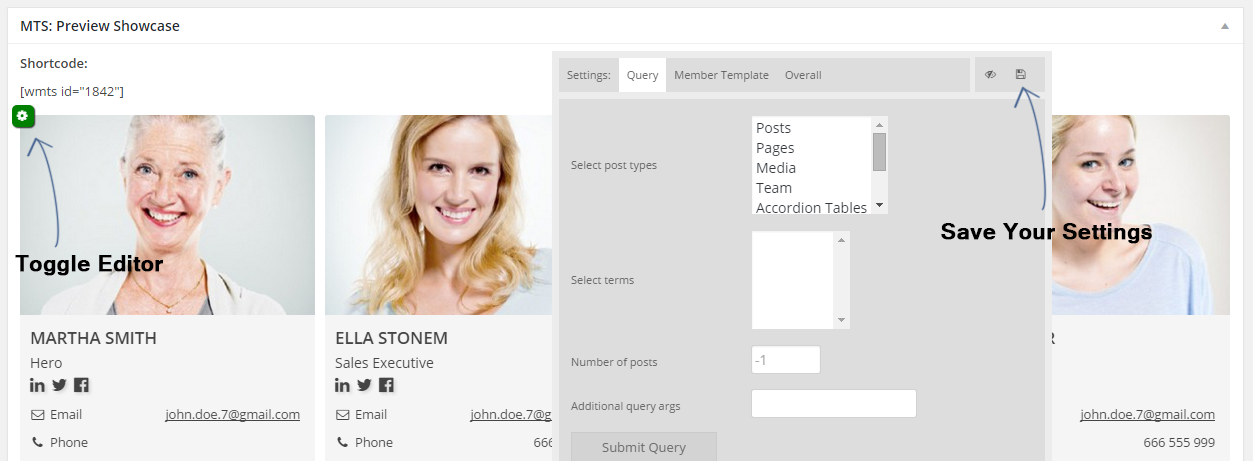 MTS: Preview Showcase
Shortcode:
[wmts id="1842"]
Settings: Query Member Template Overall
Select post types
Posts
Pages
Media
Team
Accordion Tables
Select terms
Number of posts
-1
Additional query args
Submit Query
Toggle Editor
Save Your Settings
MARTHA SMITH
Hero
Email john.doe.7@gmail.com
Phone
ELLA STONEM
Sales Executive
Email john.doe.7@g
Phone 666
R
john.doe.7@gmail.com
666 555 999